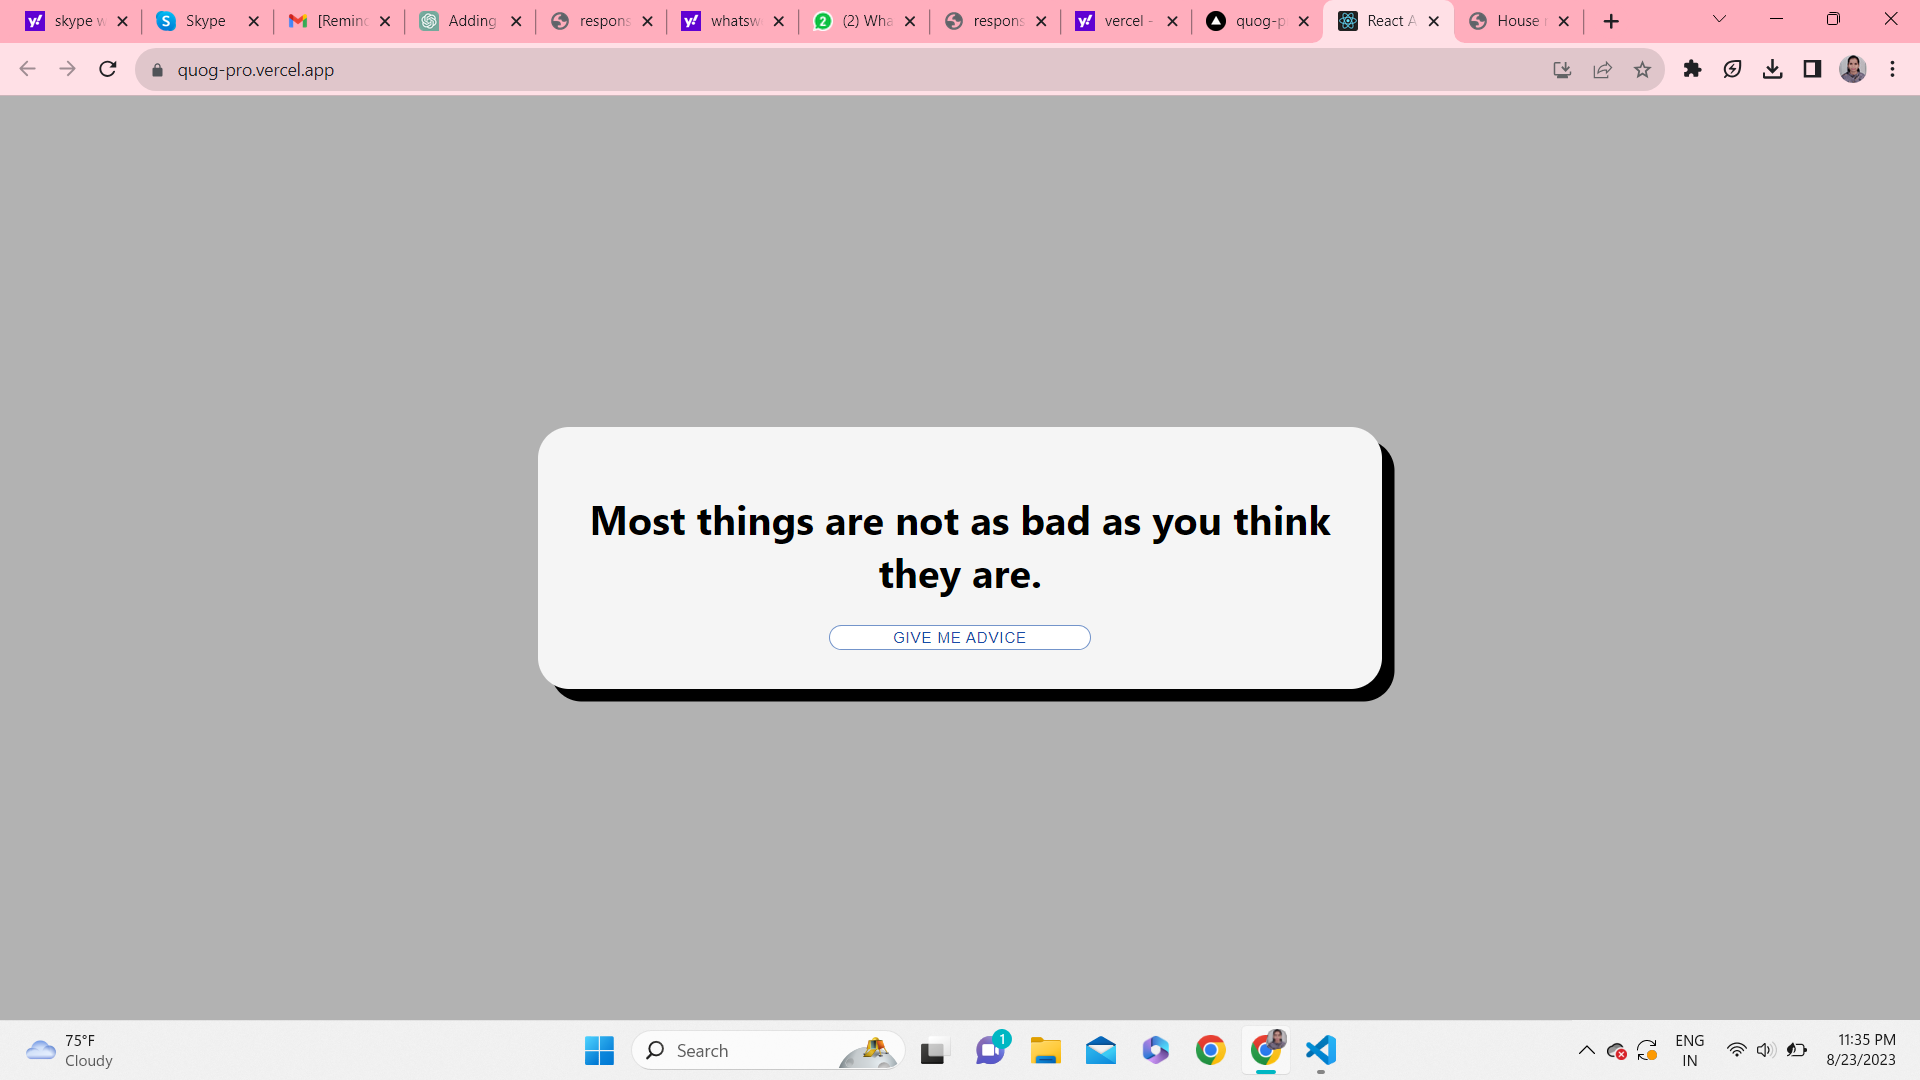 skype w
Skype
[Remind
Adding
respons
whatsw
(2) Wha
respons
vercel -
quog-p
React A
House r
quog-pro.vercel.app
Most things are not as bad as you think
they are.
GIVE ME ADVICE
75°F
Cloudy
Search
1
ENG
IN
11:35 PM
8/23/2023